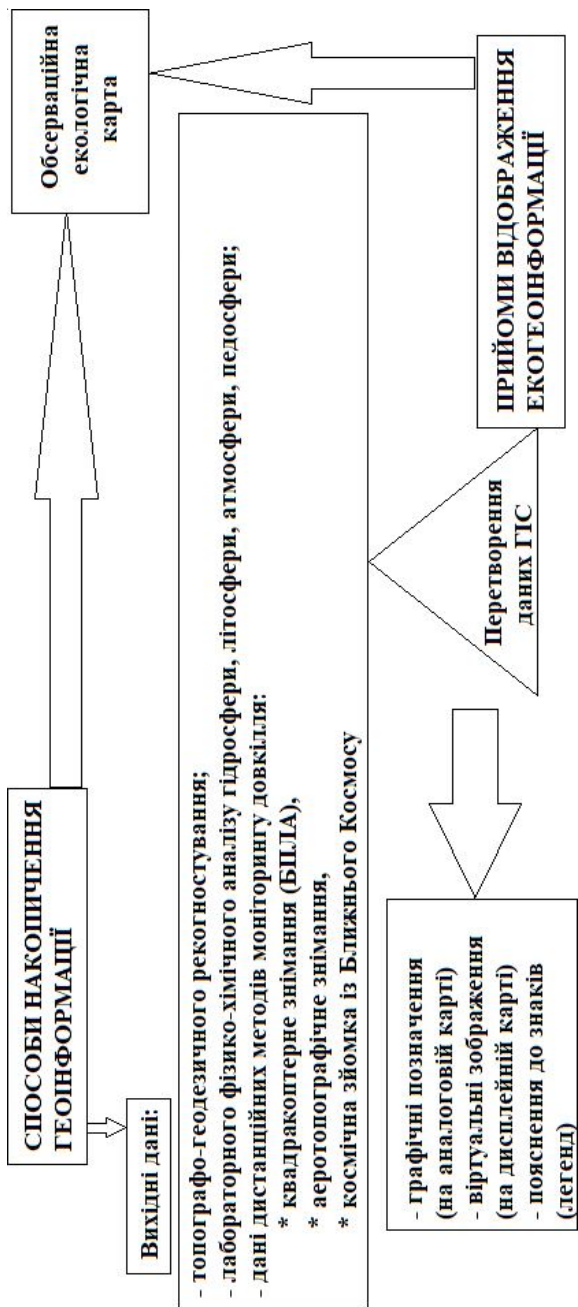 СПОСОБИ НАКОПИЧЕННЯ
ГЕОІНФОРМАЦІЇ
Обсерваційна
екологічна
карта
Вихідні дані:
- топографо-геодезичного рекогностування;
- лабораторного фізико-хімічного аналізу гідросфери, літосфери, атмосфери, педосфери;
- дані дистанційних методів моніторингу довкілля:
* квадракоптерне знімання (БПЛА),
* аеротопографічне знімання,
* космічна зйомка із Ближнього Космосу
- графічні позначення
(на аналоговій карті)
- віртуальні зображення
(на дисплейній карті)
- пояснення до знаків
(легенд)
Перетворення
даних ГІС
ПРИЙОМИ ВІДОБРАЖЕННЯ
ЕКОГЕОІНФОРМАЦІЇ